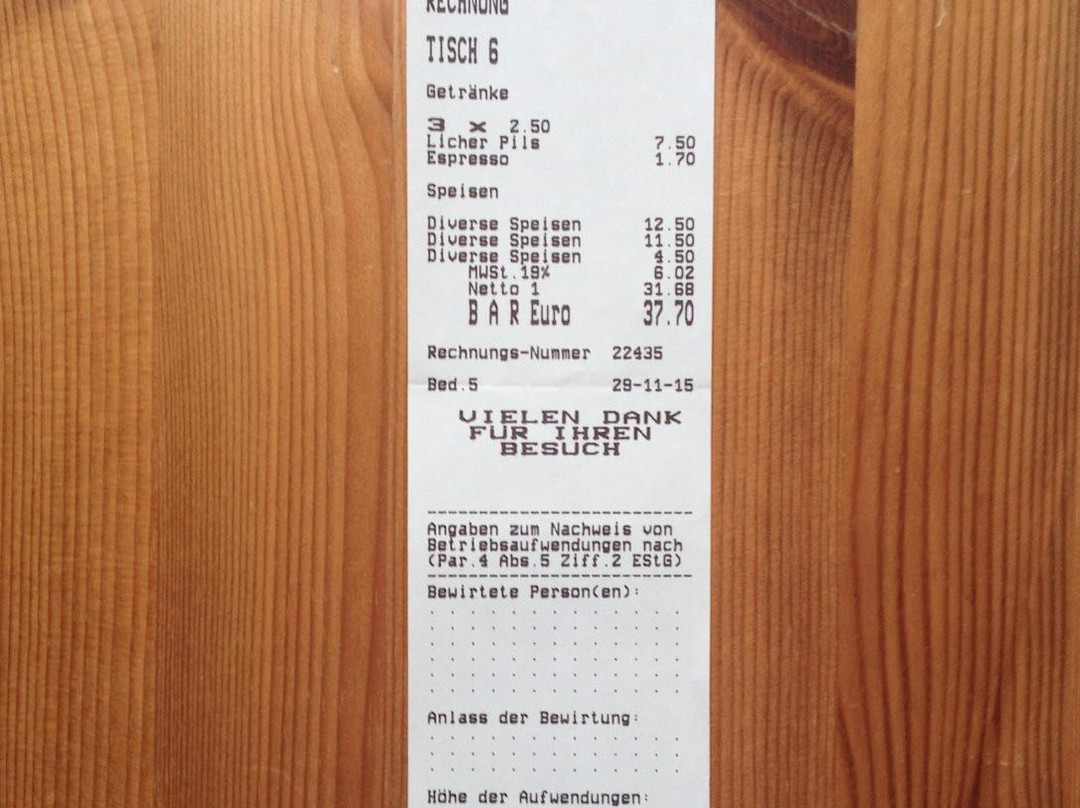 RECHNUNG
TISCH 6
Getränke
3 x 2.50
Licher Pils 7.50
Espresso 1.70
Speisen
Diverse Speisen 12.50
Diverse Speisen 11.50
Diverse Speisen 4.50
MWSt.19% 6.02
Netto 1 31.68
B A R Euro 37.70
Rechnungs-Nummer 22435
Bed.5 29-11-15
VIELEN DANK
FÜR IHREN
BESUCH
Angaben zum Nachweis von
Betriebsaufwendungen nach
(Par.4 Abs.5 Ziff.2 EStG)
Bewirtete Person(en):
Anlass der Bewirtung:
Höhe der Aufwendungen: